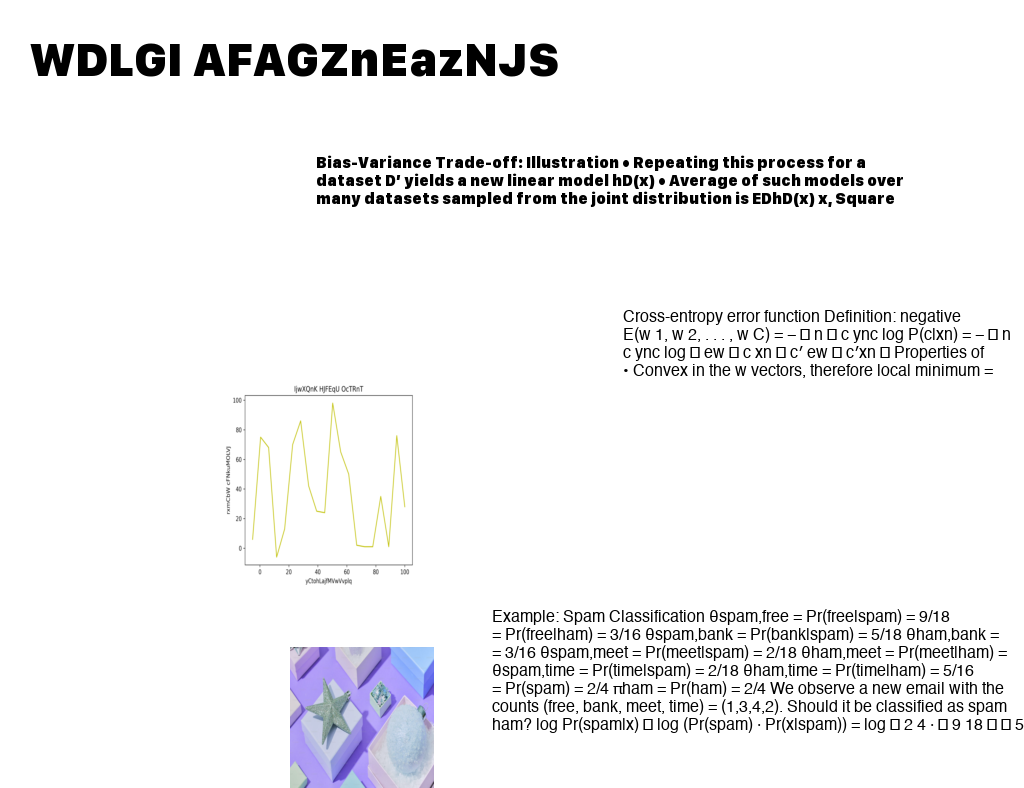 WDLGI AFAGZnEazNJS
Bias-Variance Trade-off: Illustration • Repeating this process for a
dataset D′ yields a new linear model hD(x) • Average of such models over
many datasets sampled from the joint distribution is EDhD(x) x, Square
Cross-entropy error function Definition: negative
E(w 1, w 2, . . . , w C) = – □ n □ c ync log P(c|xn) = – □ n
c ync log □ ew □ c xn □ c′ ew □ c′xn □ Properties of
• Convex in the w vectors, therefore local minimum =
IjwXQnK HJFEqU OcTRnT
100
80
60
40
20
0
0 20 40 60 80 100
yCtohLajfMVwVvplq
Example: Spam Classification θspam,free = Pr(free|spam) = 9/18
= Pr(free|ham) = 3/16 θspam,bank = Pr(bank|spam) = 5/18 θham,bank =
= 3/16 θspam,meet = Pr(meet|spam) = 2/18 θham,meet = Pr(meet|ham) =
θspam,time = Pr(time|spam) = 2/18 θham,time = Pr(time|ham) = 5/16
= Pr(spam) = 2/4 πham = Pr(ham) = 2/4 We observe a new email with the
counts (free, bank, meet, time) = (1,3,4,2). Should it be classified as spam
ham? log Pr(spam|x) □ log (Pr(spam) · Pr(x|spam)) = log □ 2 4 · □ 9 18 □ □ 5